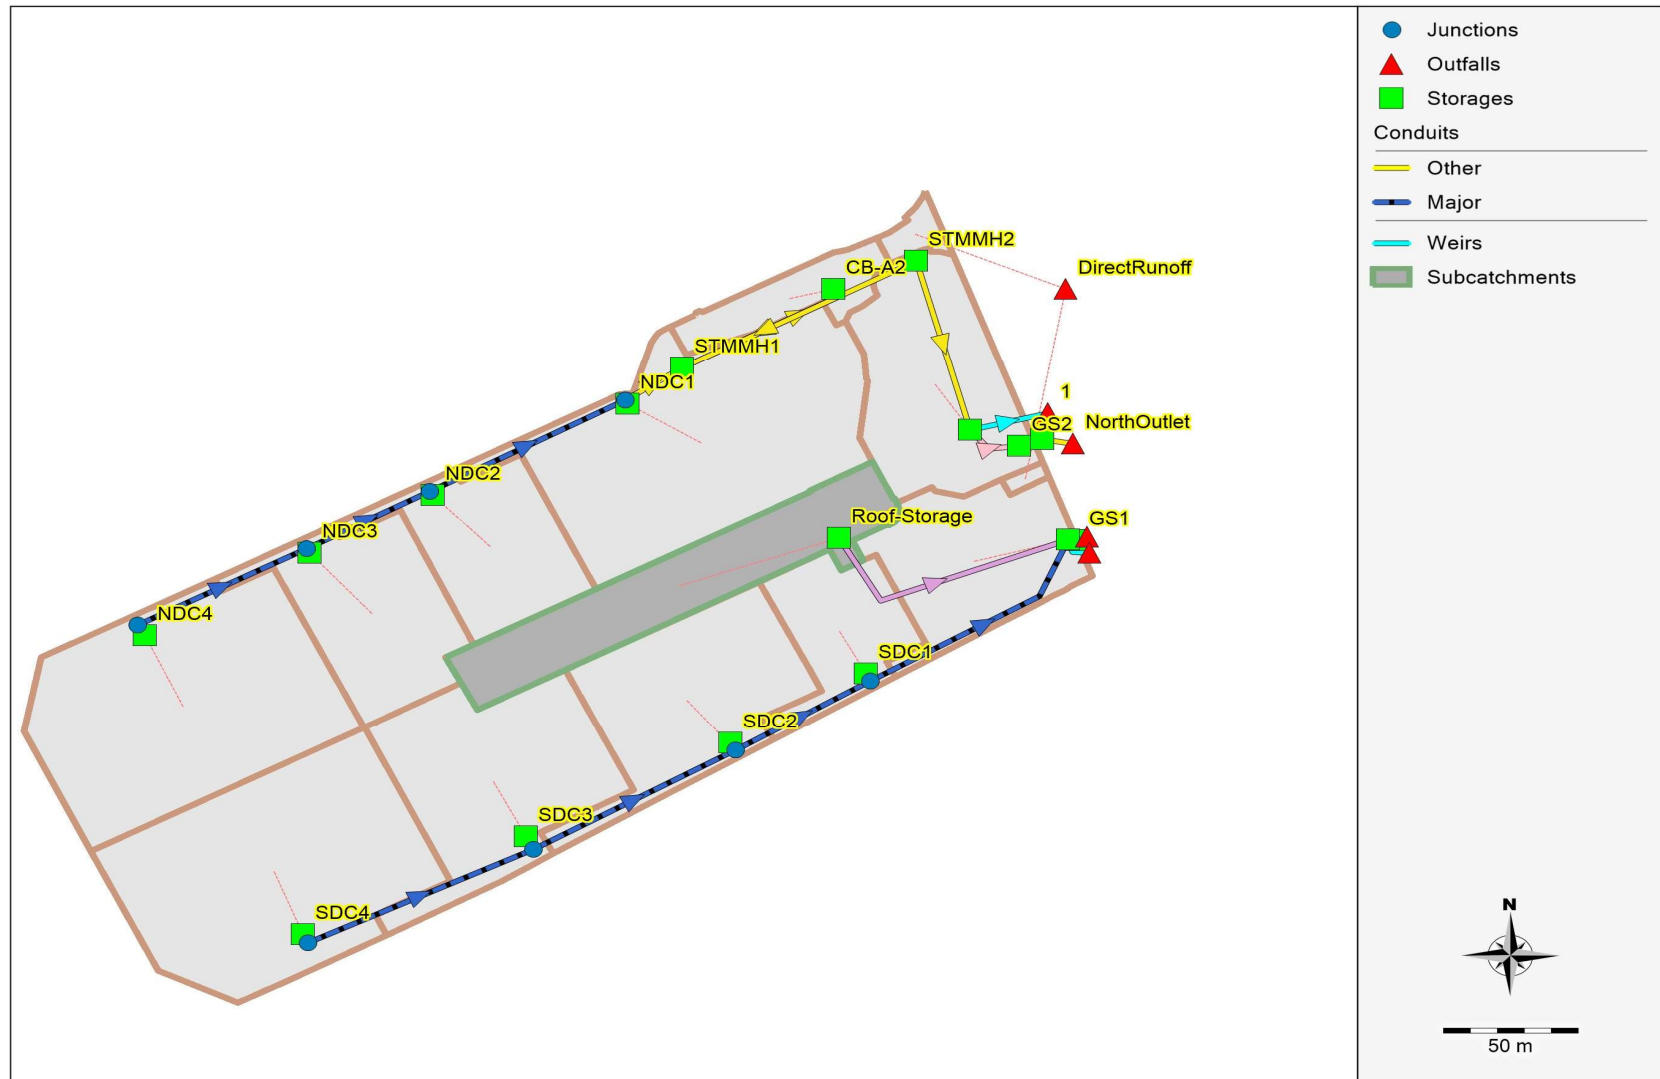 STMMH2
CB-A2
DirectRunoff
STMMH1
NDC1
1
GS2
NorthOutlet
NDC2
Roof-Storage
GS1
NDC3
NDC4
SDC1
SDC2
SDC3
SDC4
Junctions
Outfalls
Storages
Conduits
Other
Major
Weirs
Subcatchments
N
50 m